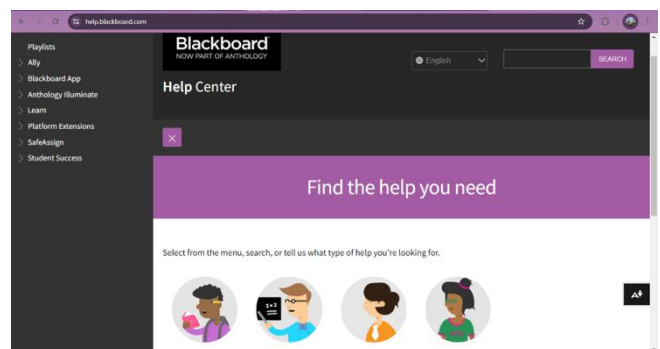 help.blackboard.com
Playlists
Ally
Blackboard App
Anthology Illuminate
Learn
Platform Extensions
SafeAssign
Student Success
Blackboard
NOW PART OF ANTHOLOGY
English
SEARCH
Help Center
Find the help you need
Select from the menu, search, or tell us what type of help you're looking for.
A